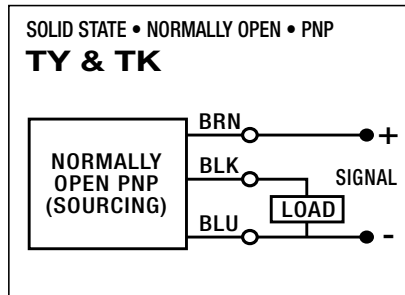 SOLID STATE • NORMALLY OPEN • PNP
TY & TK
BRN
+
NORMALLY
OPEN PNP
(SOURCING)
BLK
SIGNAL
LOAD
BLU
-